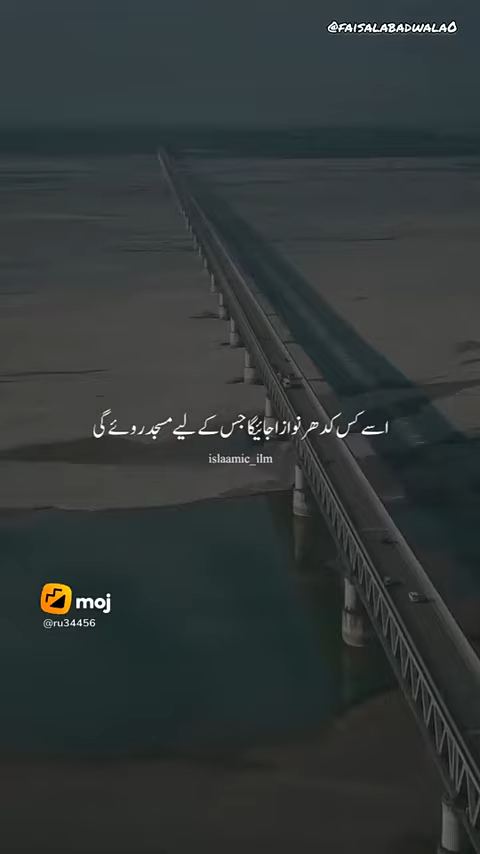 @FAISALABADWALA0
اسے کس کدھر نوازا جائیگا جس کے لیے مسجد روئے گی
islaamic_ilm
moj
@ru34456